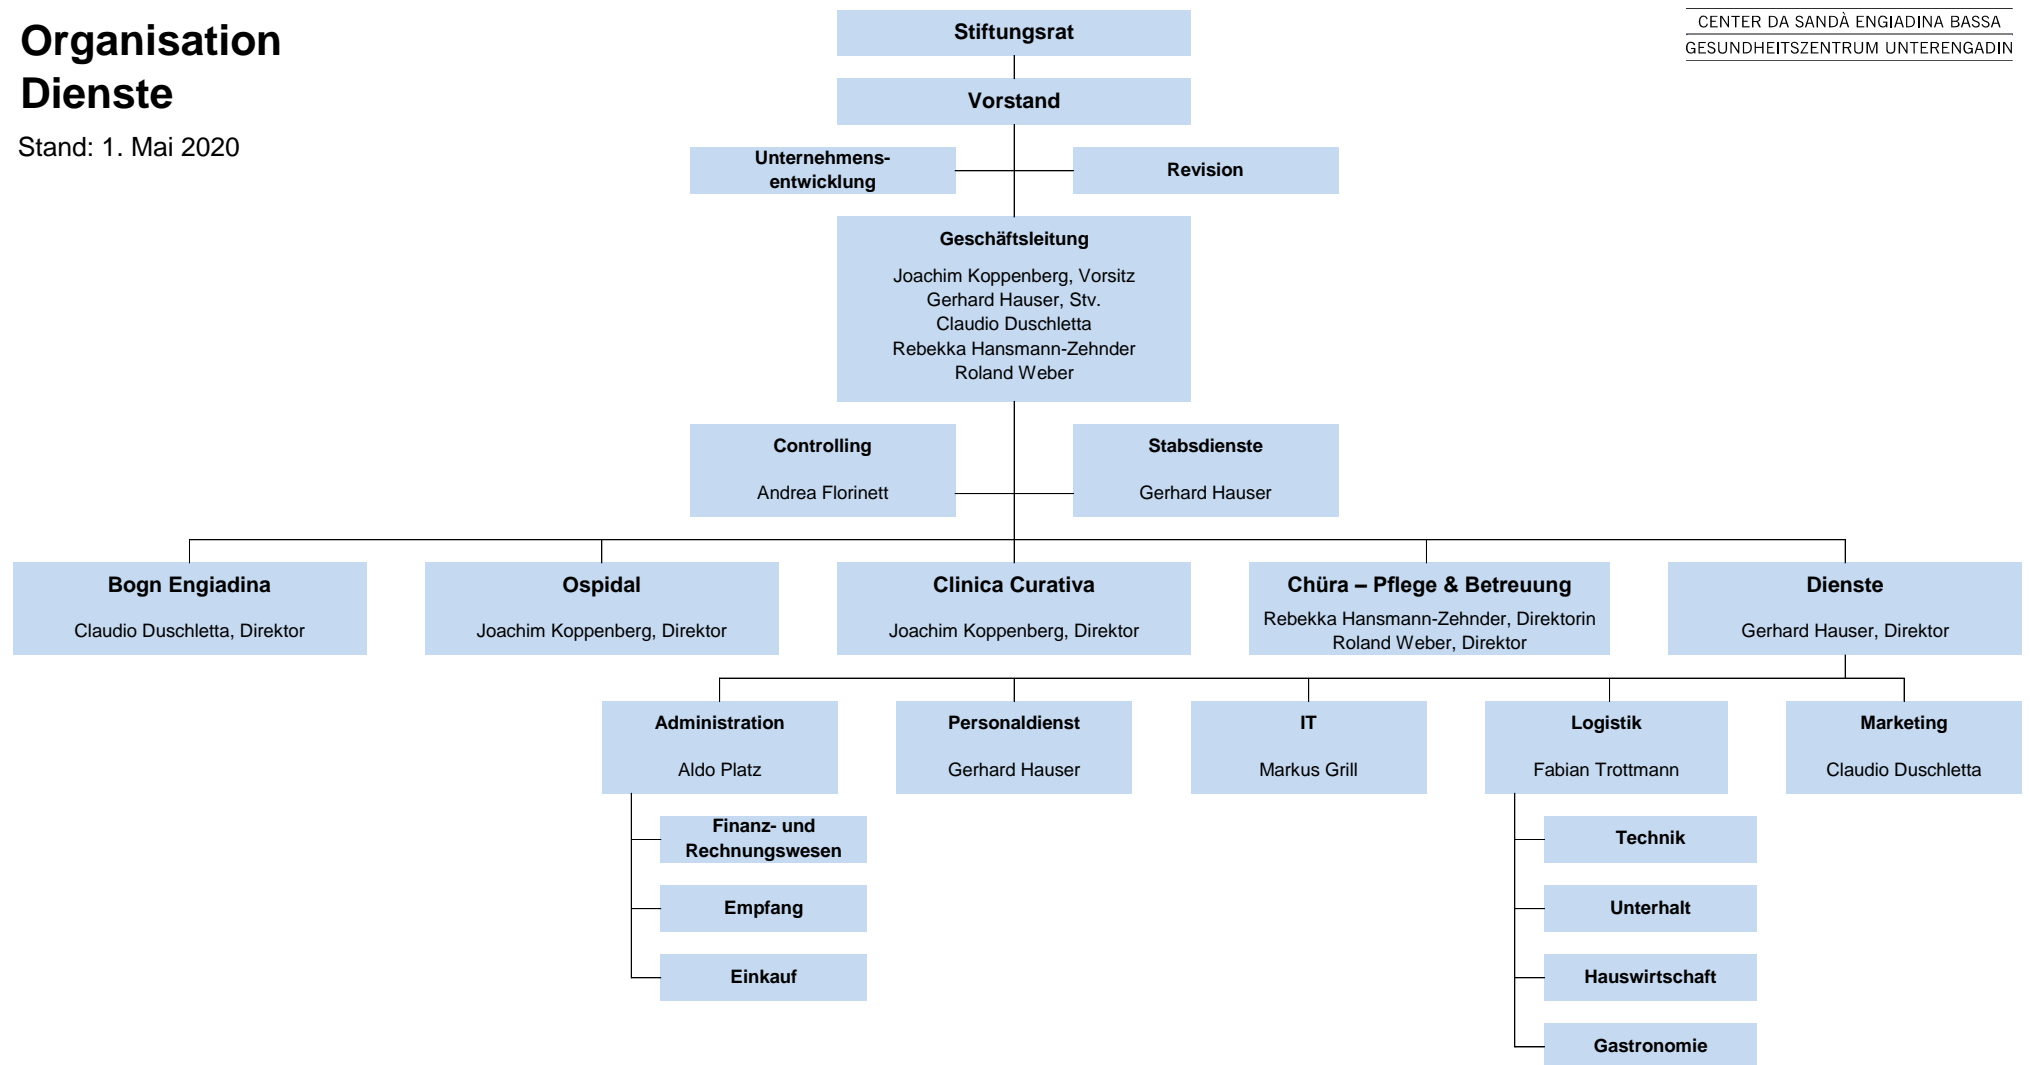 Organisation
Dienste
Stand: 1. Mai 2020
CENTER DA SANDÀ ENGIADINA BASSA
GESUNDHEITSZENTRUM UNTERENGADIN
Stiftungsrat
Vorstand
Unternehmens-
entwicklung
Revision
Geschäftsleitung
Joachim Koppenberg, Vorsitz
Gerhard Hauser, Stv.
Claudio Duschletta
Rebekka Hansmann-Zehnder
Roland Weber
Controlling
Andrea Florinett
Stabsdienste
Gerhard Hauser
Bogn Engiadina
Claudio Duschletta, Direktor
Ospidal
Joachim Koppenberg, Direktor
Clinica Curativa
Joachim Koppenberg, Direktor
Chüra – Pflege & Betreuung
Rebekka Hansmann-Zehnder, Direktorin
Roland Weber, Direktor
Dienste
Gerhard Hauser, Direktor
Administration
Aldo Platz
Personaldienst
Gerhard Hauser
IT
Markus Grill
Logistik
Fabian Trottmann
Marketing
Claudio Duschletta
Finanz- und
Rechnungswesen
Empfang
Einkauf
Technik
Unterhalt
Hauswirtschaft
Gastronomie